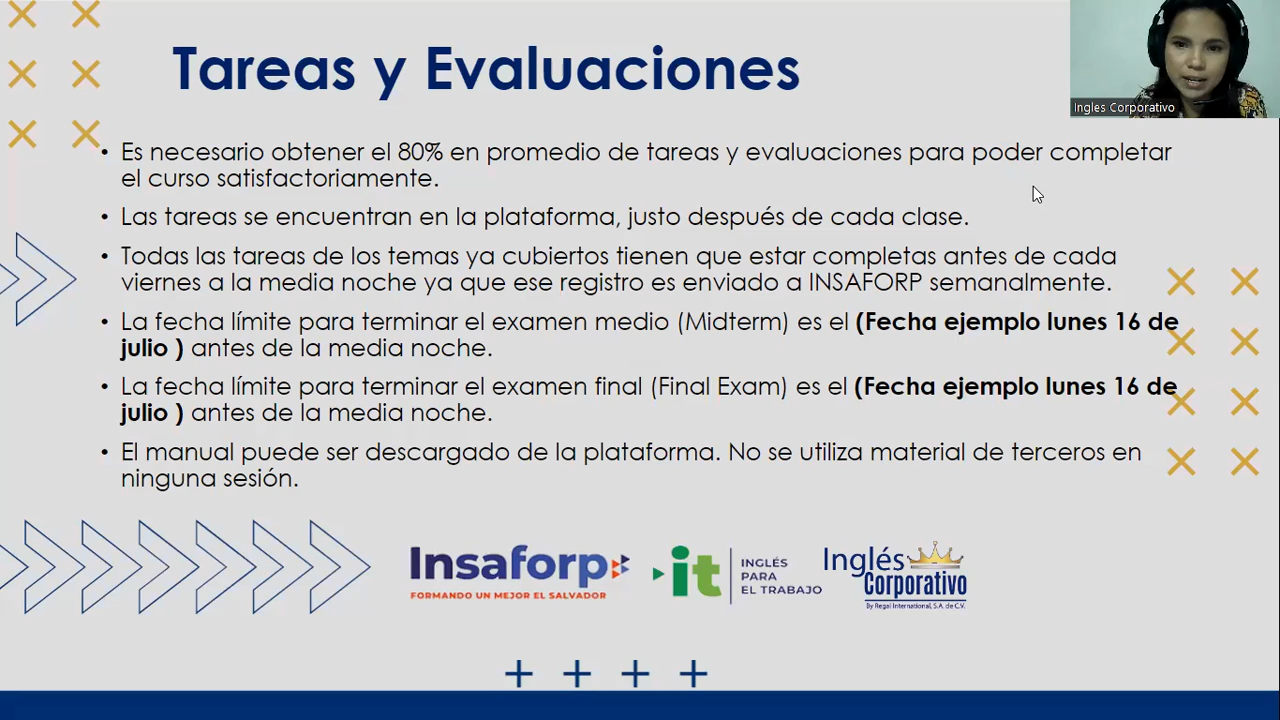 Tareas y Evaluaciones
Ingles Corporativo
• Es necesario obtener el 80% en promedio de tareas y evaluaciones para poder completar
el curso satisfactoriamente.
• Las tareas se encuentran en la plataforma, justo después de cada clase.
• Todas las tareas de los temas ya cubiertos tienen que estar completas antes de cada
viernes a la media noche ya que ese registro es enviado a INSAFORP semanalmente.
• La fecha límite para terminar el examen medio (Midterm) es el (Fecha ejemplo lunes 16 de
julio ) antes de la media noche.
• La fecha límite para terminar el examen final (Final Exam) es el (Fecha ejemplo lunes 16 de
julio ) antes de la media noche.
• El manual puede ser descargado de la plataforma. No se utiliza material de terceros en
ninguna sesión.
Insaforp
FORMANDO UN MEJOR EL SALVADOR
it
INGLÉS
PARA
EL TRABAJO
Inglés
Corporativo
By Regal International, S.A. de C.V.